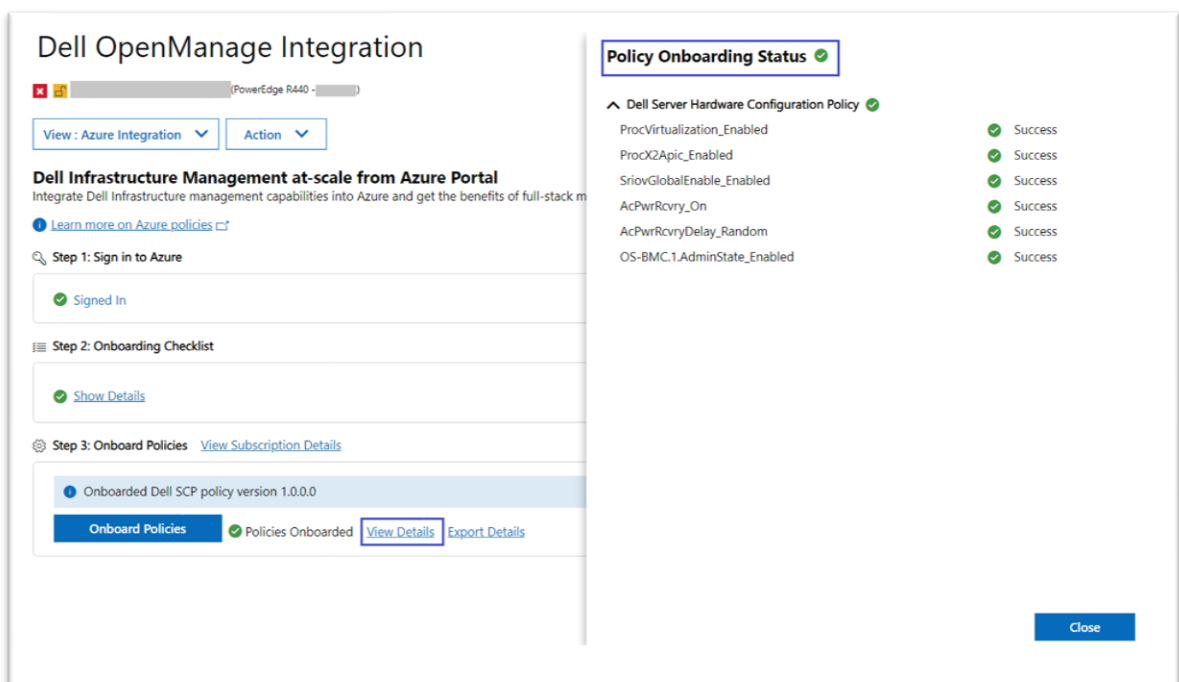 Dell OpenManage Integration
(PowerEdge R440 - )
View : Azure Integration
Action
Dell Infrastructure Management at-scale from Azure Portal
Integrate Dell Infrastructure management capabilities into Azure and get the benefits of full-stack m
Learn more on Azure policies
Step 1: Sign in to Azure
Signed In
Step 2: Onboarding Checklist
Show Details
Step 3: Onboard Policies View Subscription Details
Onboarded Dell SCP policy version 1.0.0.0
Onboard Policies Policies Onboarded View Details Export Details
Policy Onboarding Status
Dell Server Hardware Configuration Policy
ProcVirtualization_Enabled Success
ProcX2Apic_Enabled Success
SriovGlobalEnable_Enabled Success
AcPwrRcvry_On Success
AcPwrRcvryDelay_Random Success
OS-BMC.1.AdminState_Enabled Success
Close